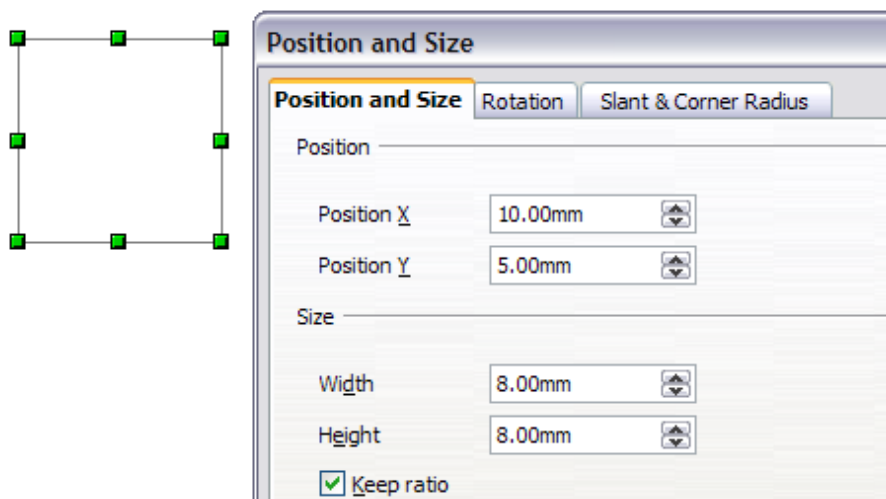 Position and Size
Position and Size Rotation Slant & Corner Radius
Position
Position X 10.00mm
Position Y 5.00mm
Size
Width 8.00mm
Height 8.00mm
Keep ratio